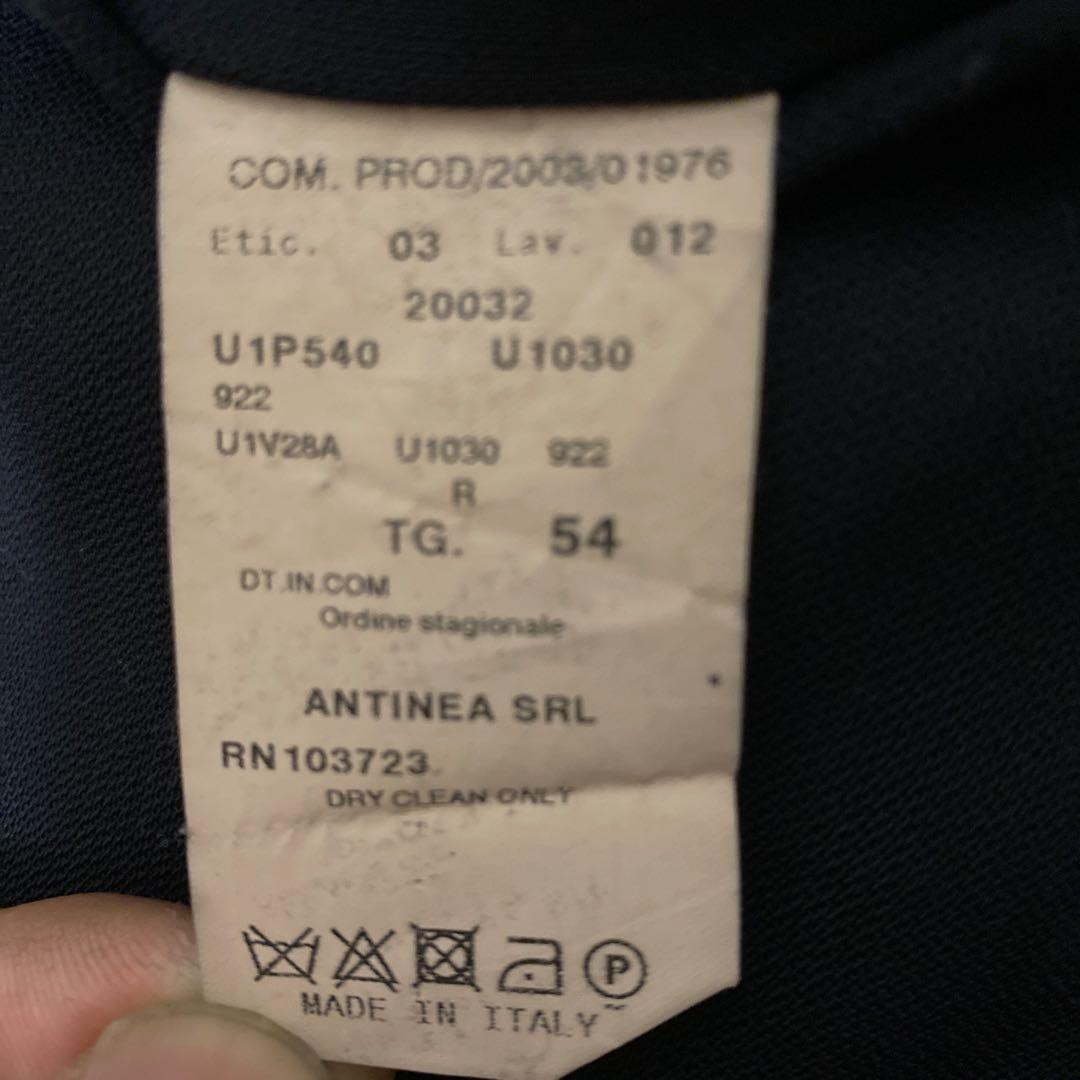 COM. PROD/2003/01976
Etic. 03 Lav. 012
20032
U1P540 U1030
922
U1V28A U1030 922
R
TG. 54
DT.IN.COM
Ordine stagionale
ANTINEA SRL
RN103723
DRY CLEAN ONLY
P
MADE IN ITALY